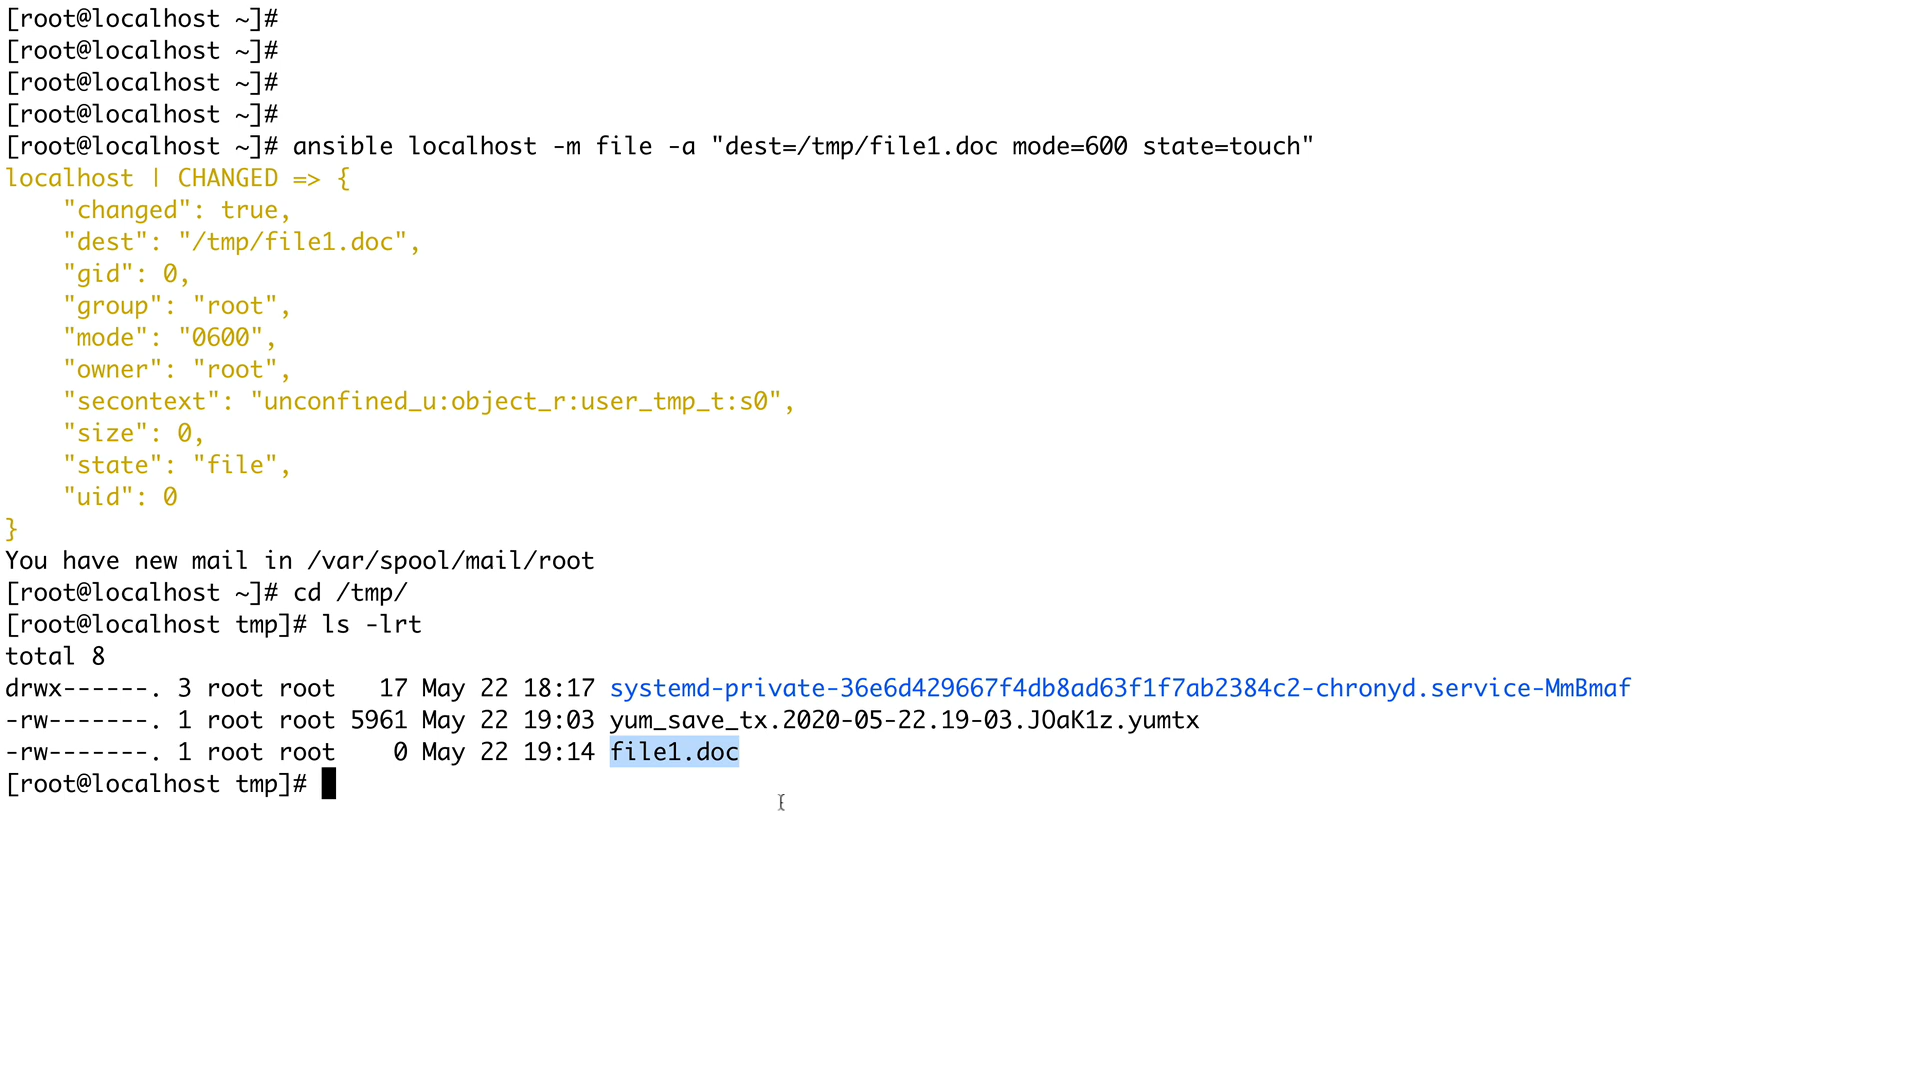 [root@localhost ~]#
[root@localhost ~]#
[root@localhost ~]#
[root@localhost ~]#
[root@localhost ~]# ansible localhost -m file -a "dest=/tmp/file1.doc mode=600 state=touch"
localhost | CHANGED => {
    "changed": true,
    "dest": "/tmp/file1.doc",
    "gid": 0,
    "group": "root",
    "mode": "0600",
    "owner": "root",
    "secontext": "unconfined_u:object_r:user_tmp_t:s0",
    "size": 0,
    "state": "file",
    "uid": 0
}
You have new mail in /var/spool/mail/root
[root@localhost ~]# cd /tmp/
[root@localhost tmp]# ls -lrt
total 8
drwx------. 3 root root   17 May 22 18:17 systemd-private-36e6d429667f4db8ad63f1f7ab2384c2-chronyd.service-MmBmaf
-rw-------. 1 root root 5961 May 22 19:03 yum_save_tx.2020-05-22.19-03.JOaK1z.yumtx
-rw-------. 1 root root    0 May 22 19:14 file1.doc
[root@localhost tmp]#